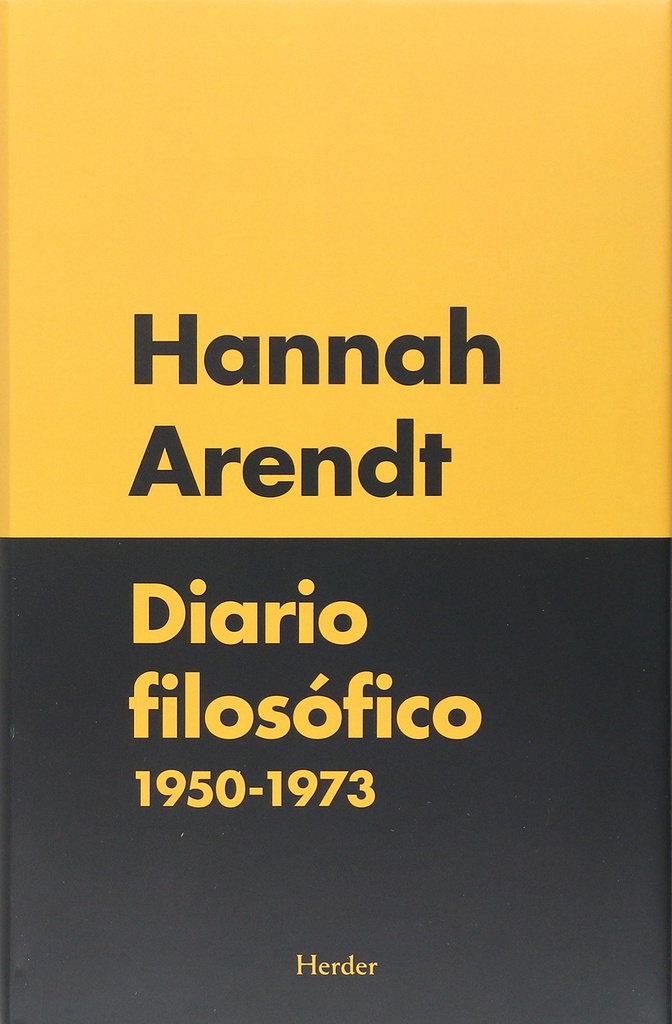 Hannah
Arendt
Diario
filosófico
1950-1973
Herder